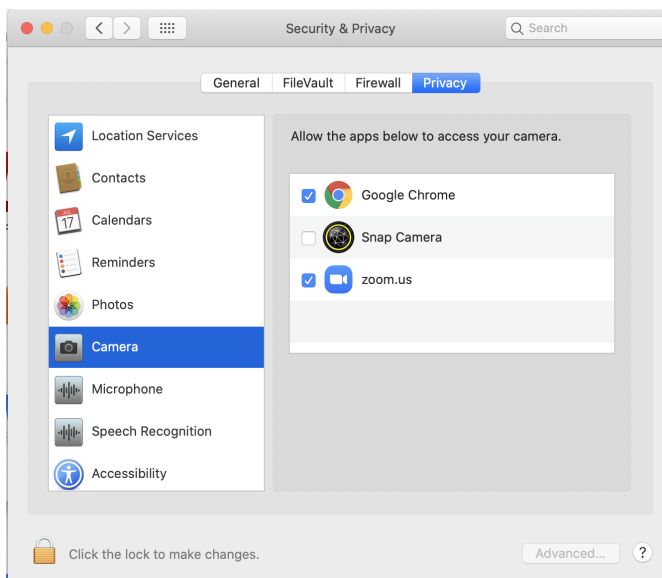 Security & Privacy
Search
General
FileVault
Firewall
Privacy
Location Services
Contacts
JUL
17
Calendars
Reminders
Photos
Camera
Microphone
Speech Recognition
Accessibility
Allow the apps below to access your camera.
Google Chrome
Snap Camera
zoom.us
Click the lock to make changes.
Advanced...
?